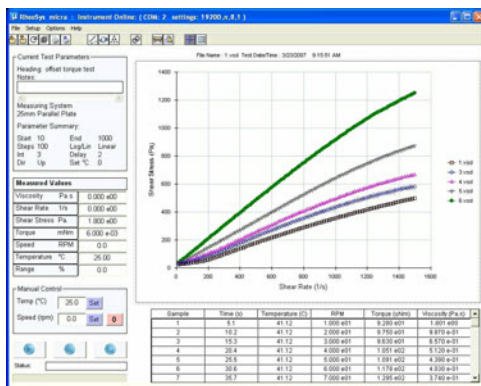 RheoSys micra : Instrument Online: ( COM: 2 settings: 19200,n,8,1 )
File Setup Options Help
Current Test Parameters
Heading: offset torque test
Notes:
Measuring System
25mm Parallel Plate
Parameter Summary:
Start 10 End 1000
Steps 100 Log/Lin Linear
Int 3 Delay 2
Dir Up Set °C 0
Measured Values
Viscosity Pa.s 0.000 e00
Shear Rate 1/s 0.000 e00
Shear Stress Pa. 1.800 e00
Torque mNm 6.000 e-03
Speed RPM 0.0
Temperature °C 25.00
Range % 0.0
Manual Control
Temp (°C) 25.0 Set
Speed (rpm) 0.0 Set 0
Status:
File Name : 1.vsd Test Date/Time : 3/23/2007 9:15:51 AM
Shear Stress (Pa)
1400
1200
1000
800
600
400
200
0
0 200 400 600 800 1000 1200 1400 1600
Shear Rate (1/s)
1.vsd
3.vsd
4.vsd
5.vsd
6.vsd
Sample Time (s) Temperature (C) RPM Torque (uNm) Viscosity (Pa.s)
1 5.1 41.12 1.000 e01 9.280 e01 1.801 e00
2 10.2 41.12 2.000 e01 9.750 e01 9.870 e-01
3 15.3 41.12 3.000 e01 9.830 e01 6.570 e-01
4 20.4 41.12 4.000 e01 1.051 e02 5.120 e-01
5 25.5 41.12 5.000 e01 1.091 e02 4.390 e-01
6 30.6 41.12 6.000 e01 1.178 e02 4.030 e-01
7 35.7 41.12 7.000 e01 1.295 e02 3.740 e-01